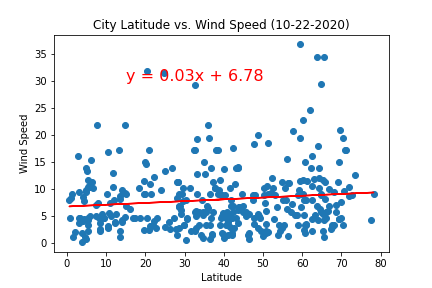 City Latitude vs. Wind Speed (10-22-2020)
35
30
25
20
15
10
5
0
Wind Speed
y = 0.03x + 6.78
0 10 20 30 40 50 60 70 80
Latitude